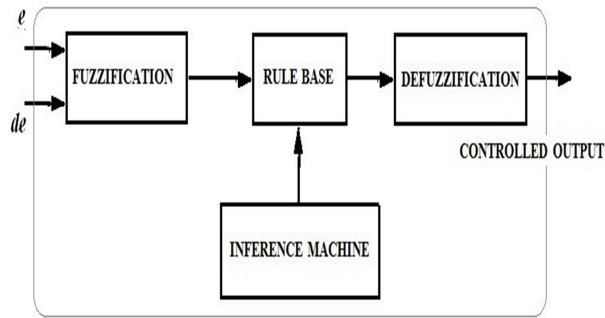 e
de
FUZZIFICATION
RULE BASE
DEFUZZIFICATION
CONTROLLED OUTPUT
INFERENCE MACHINE